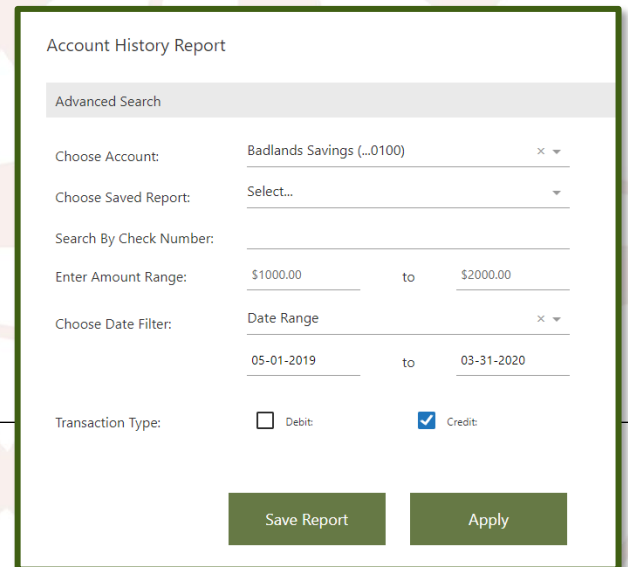 Account History Report
Advanced Search
Choose Account: Badlands Savings (...0100)
Choose Saved Report: Select...
Search By Check Number:
Enter Amount Range: $1000.00 to $2000.00
Choose Date Filter: Date Range
05-01-2019 to 03-31-2020
Transaction Type: Debit: Credit:
Save Report Apply